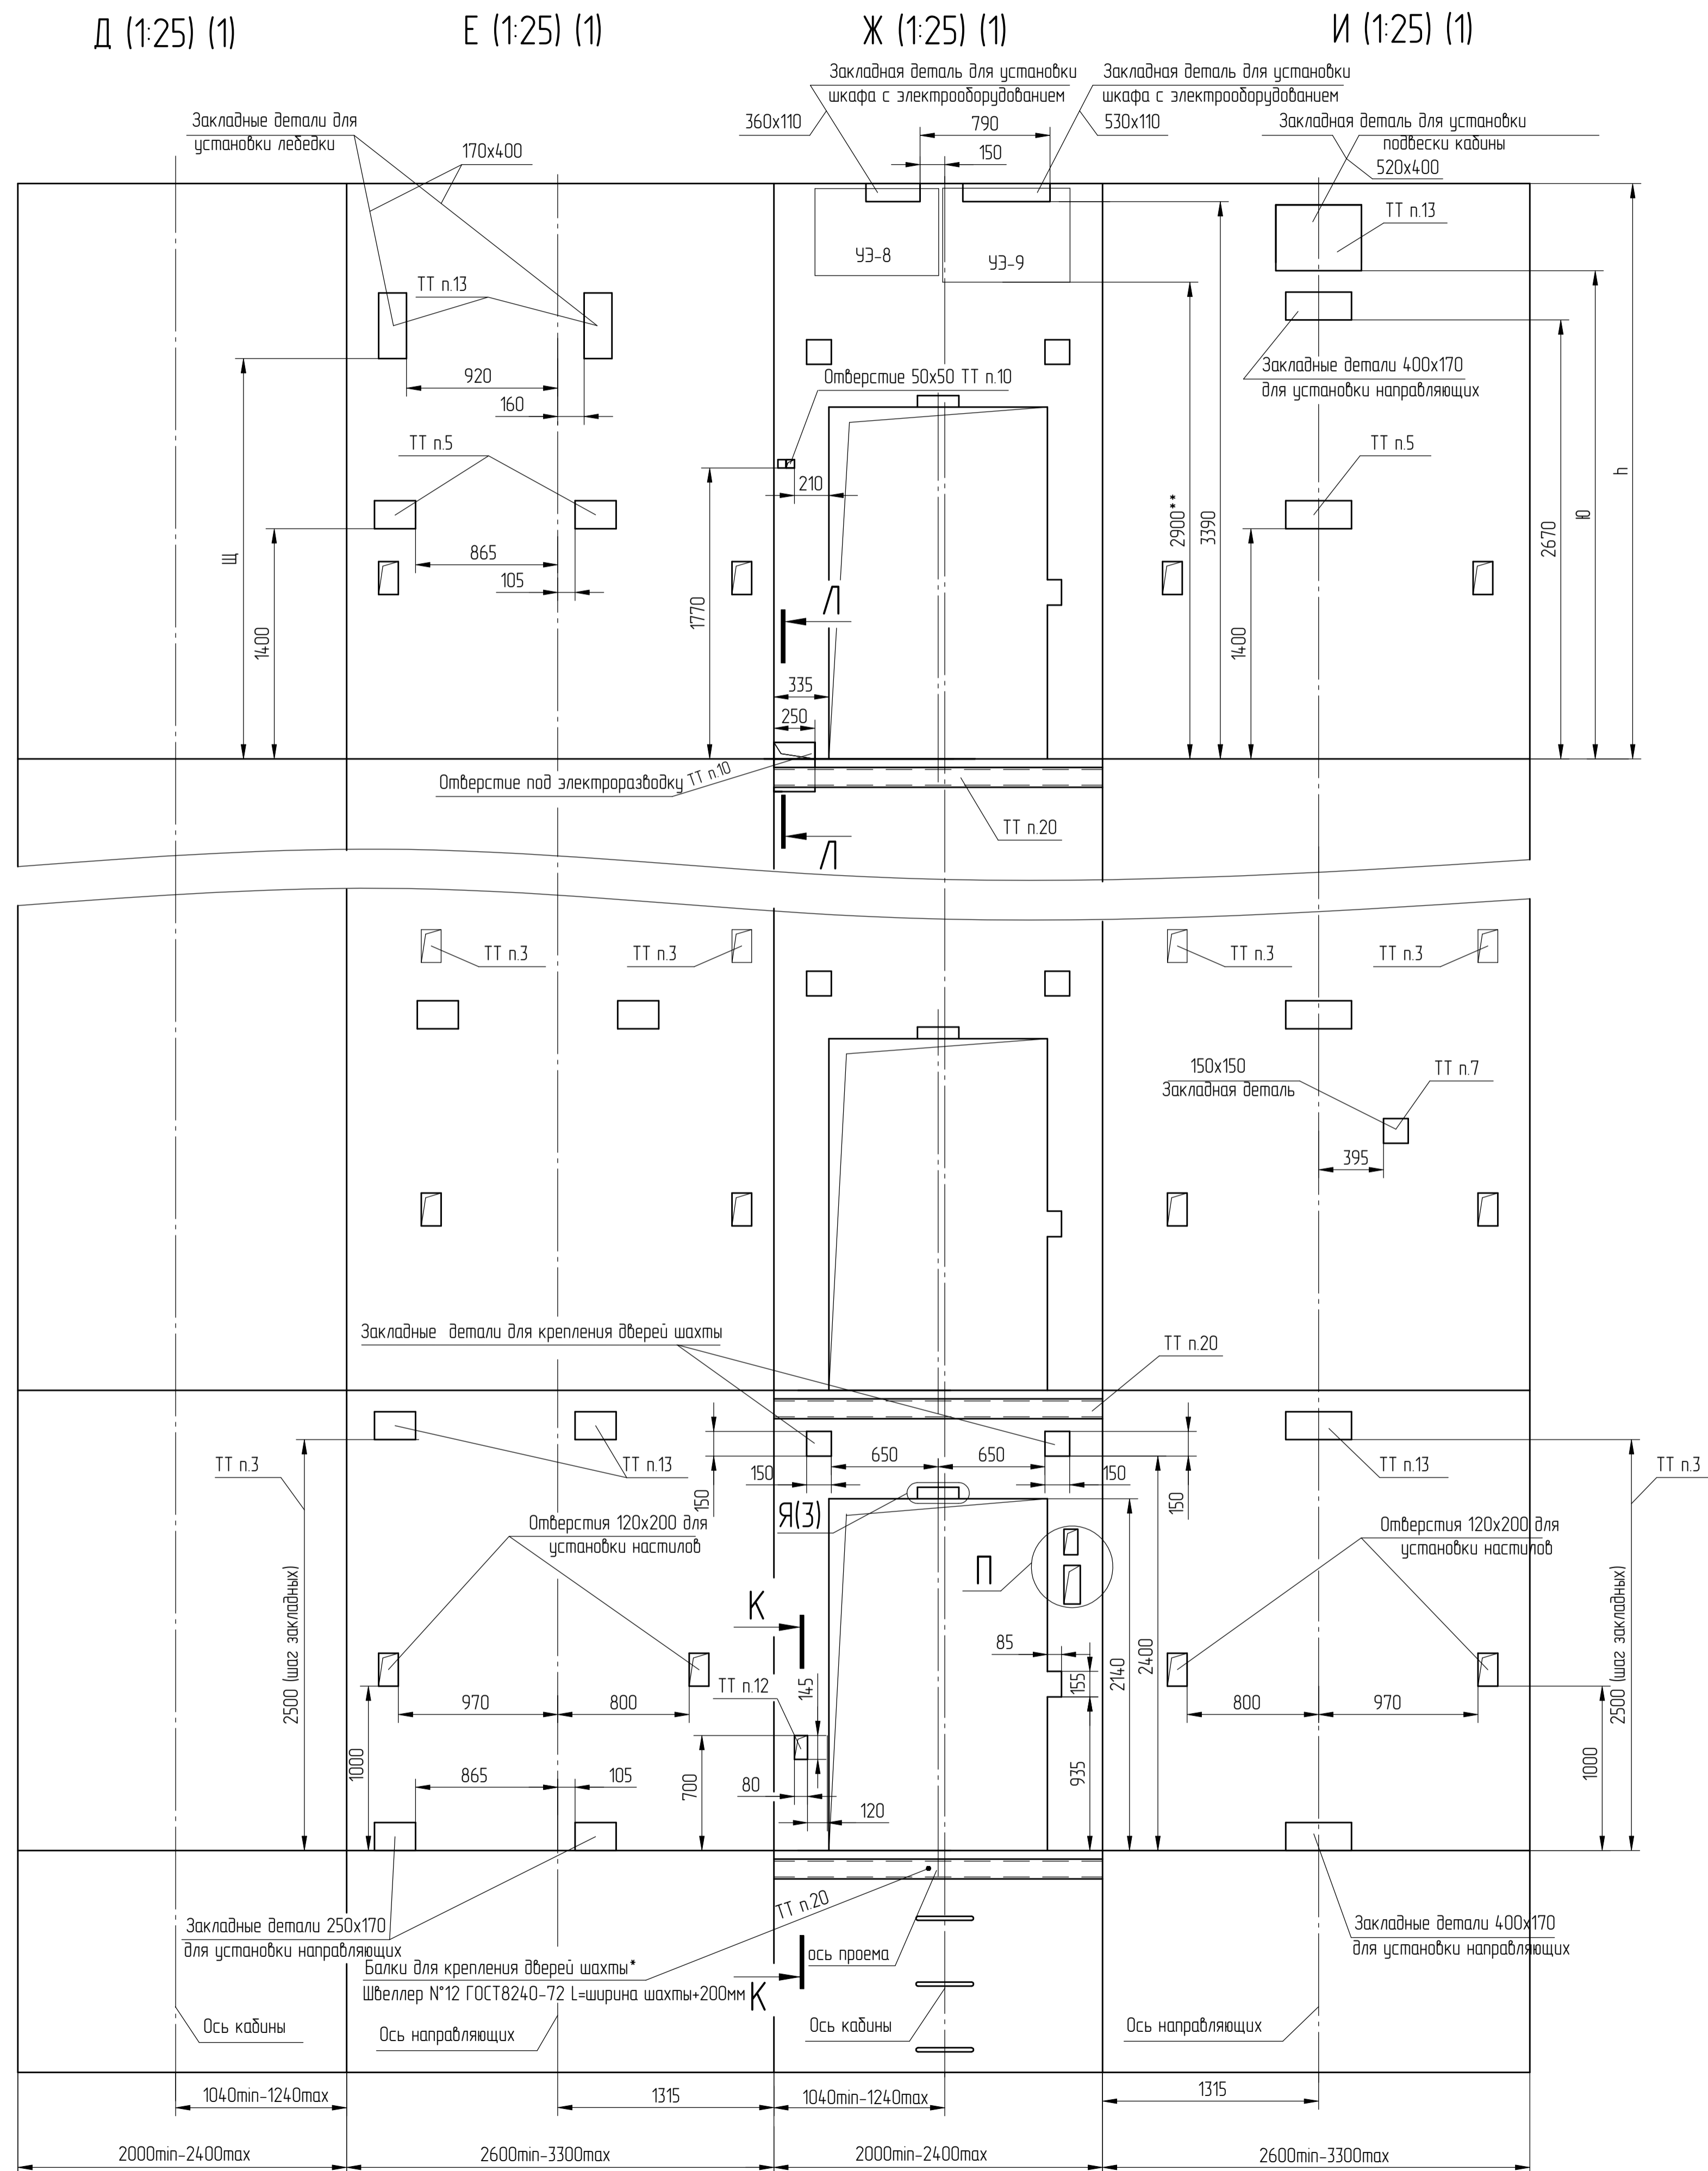 Д (1:25) (1)
Е (1:25) (1)
Ж (1:25) (1)
И (1:25) (1)
Закладная деталь для установки
шкафа с электрооборудованием
360х110
Закладная деталь для установки
шкафа с электрооборудованием
530х110
790
150
Закладные детали для
установки лебедки
170х400
Закладная деталь для установки
подвески кабины
520х400
ТТ п.13
УЭ-8
УЭ-9
ТТ п.13
920
160
Отверстие 50х50 ТТ п.10
Закладные детали 400х170
для установки направляющих
ТТ п.5
ТТ п.5
210
865
105
Щ
1400
1770
2900**
3390
1400
2670
Ю
h
Л
335
250
Отверстие под электроразводку ТТ п.10
ТТ п.20
Л
ТТ п.3
ТТ п.3
ТТ п.3
ТТ п.3
150х150
Закладная деталь
ТТ п.7
395
Закладные детали для крепления дверей шахты
ТТ п.20
ТТ п.3
ТТ п.13
150
150
650
650
150
150
ТТ п.13
ТТ п.3
Я(3)
Отверстия 120х200 для
установки настилов
П
Отверстия 120х200 для
установки настилов
2500 (шаг закладных)
К
85
155
2140
2400
2500 (шаг закладных)
ТТ п.12
145
970
800
800
970
1000
700
80
935
1000
865
105
120
ТТ п.20
Закладные детали 250х170
для установки направляющих
Балки для крепления дверей шахты*
Швеллер N°12 ГОСТ8240-72 L=ширина шахты+200мм
К
ось проема
Закладные детали 400х170
для установки направляющих
Ось кабины
Ось направляющих
Ось кабины
Ось направляющих
1040min-1240max
1315
1040min-1240max
1315
2000min-2400max
2600min-3300max
2000min-2400max
2600min-3300max